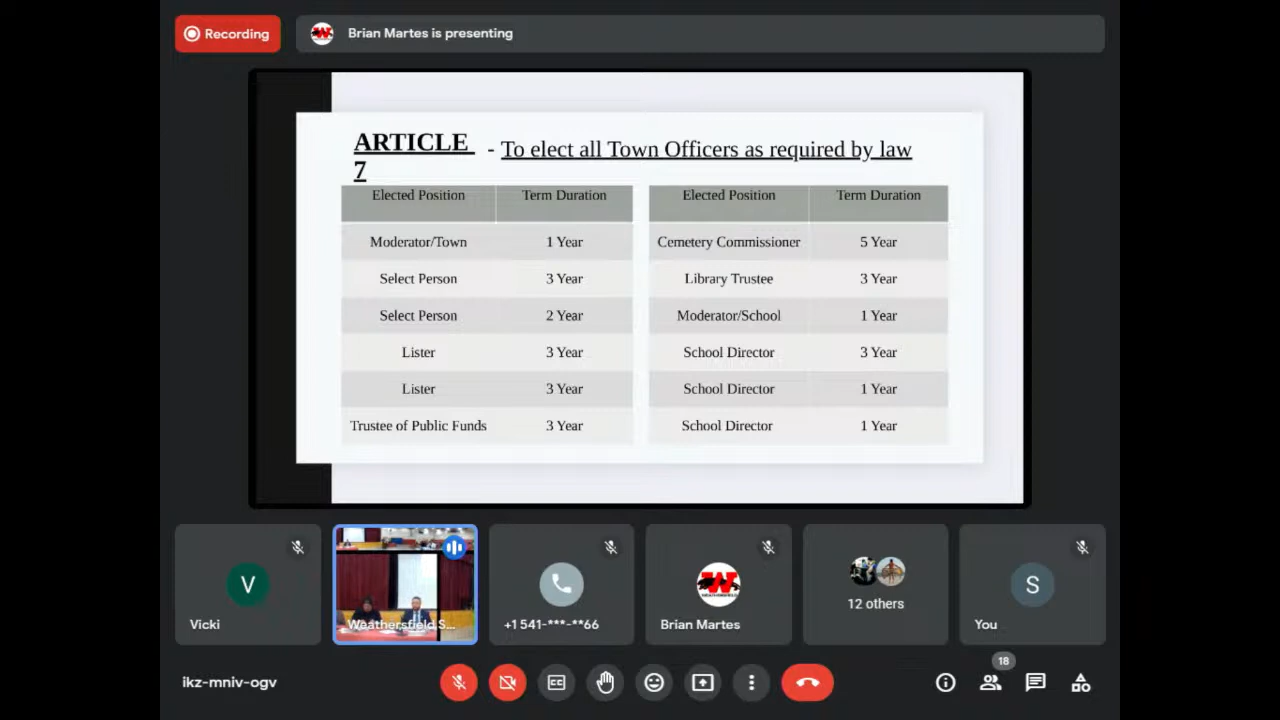 Recording
Brian Martes is presenting
ARTICLE 7 - To elect all Town Officers as required by law
Elected Position Term Duration Elected Position Term Duration
Moderator/Town 1 Year Cemetery Commissioner 5 Year
Select Person 3 Year Library Trustee 3 Year
Select Person 2 Year Moderator/School 1 Year
Lister 3 Year School Director 3 Year
Lister 3 Year School Director 1 Year
Trustee of Public Funds 3 Year School Director 1 Year
V
W
S
12 others
Vicki
Weathersfield S...
+1 541-***-**66
Brian Martes
You
18
ikz-mniv-ogv
CC